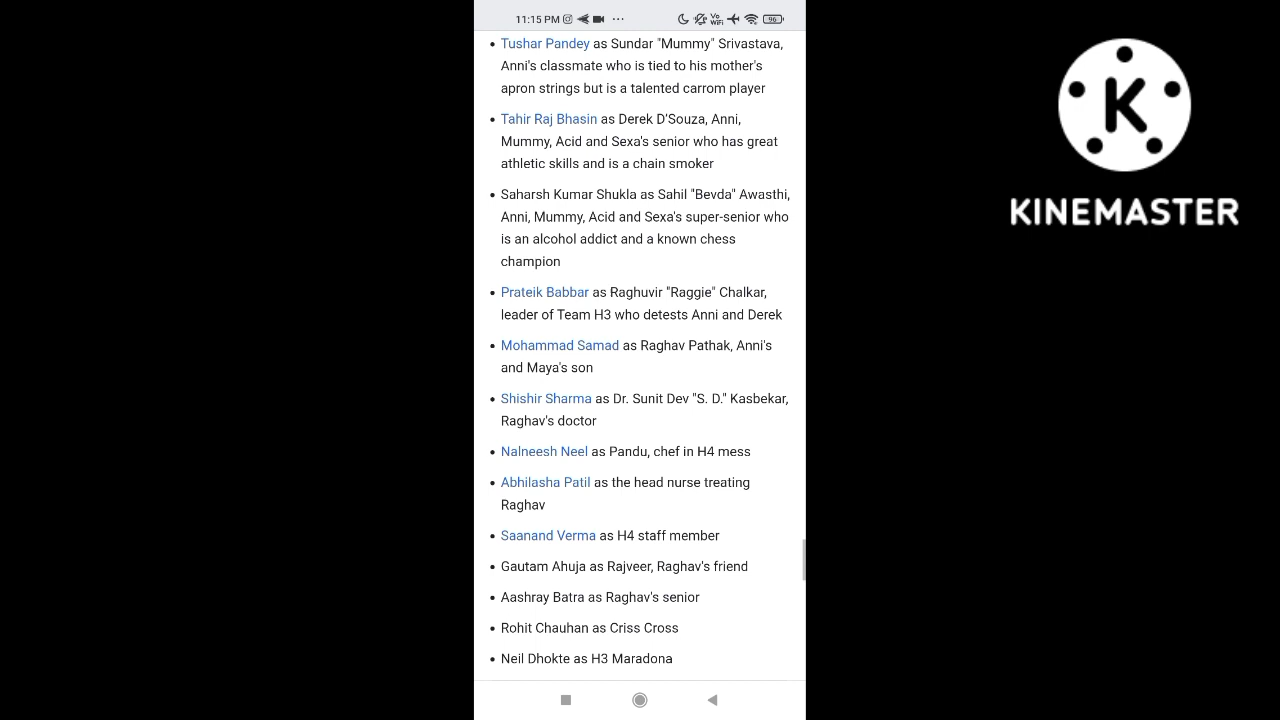 11:15 PM
Vo
WiFi
96
Tushar Pandey as Sundar "Mummy" Srivastava,
Anni's classmate who is tied to his mother's
apron strings but is a talented carrom player
Tahir Raj Bhasin as Derek D'Souza, Anni,
Mummy, Acid and Sexa's senior who has great
athletic skills and is a chain smoker
Saharsh Kumar Shukla as Sahil "Bevda" Awasthi,
Anni, Mummy, Acid and Sexa's super-senior who
is an alcohol addict and a known chess
champion
Prateik Babbar as Raghuvir "Raggie" Chalkar,
leader of Team H3 who detests Anni and Derek
Mohammad Samad as Raghav Pathak, Anni's
and Maya's son
Shishir Sharma as Dr. Sunit Dev "S. D." Kasbekar,
Raghav's doctor
Nalneesh Neel as Pandu, chef in H4 mess
Abhilasha Patil as the head nurse treating
Raghav
Saanand Verma as H4 staff member
Gautam Ahuja as Rajveer, Raghav's friend
Aashray Batra as Raghav's senior
Rohit Chauhan as Criss Cross
Neil Dhokte as H3 Maradona
K
KINEMASTER